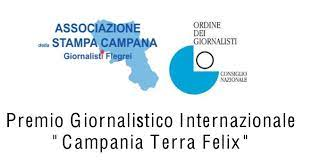 ASSOCIAZIONE
della STAMPA CAMPANA
Giornalisti Flegrei
ORDINE
DEI
GIORNALISTI
CONSIGLIO
NAZIONALE
Premio Giornalistico Internazionale
"Campania Terra Felix"